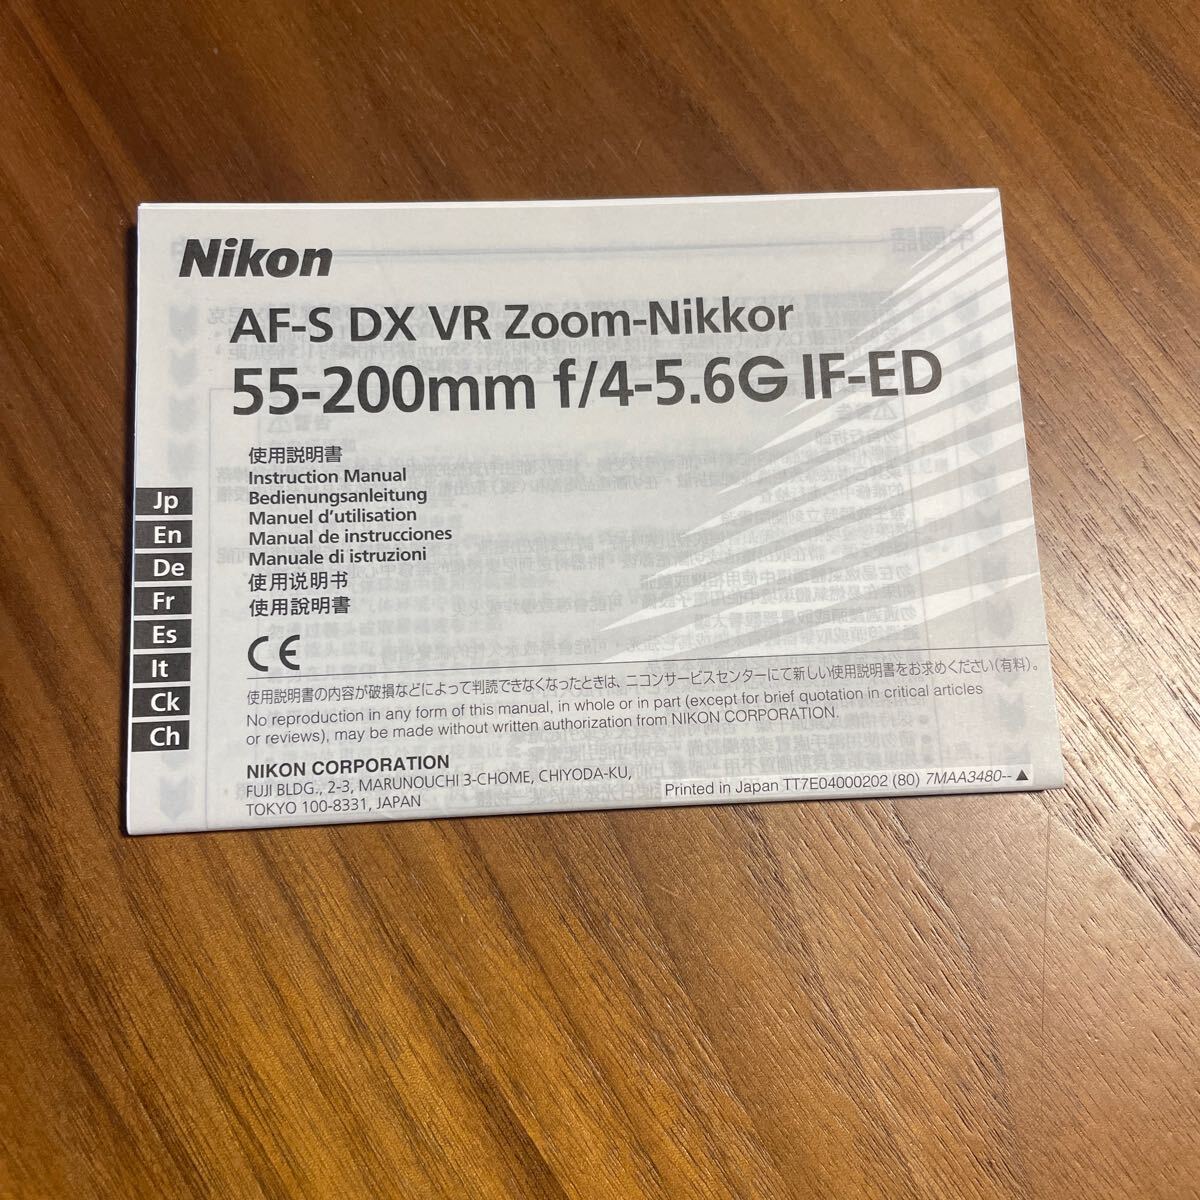 Nikon
AF-S DX VR Zoom-Nikkor
55-200mm f/4-5.6G IF-ED
使用説明書
Instruction Manual
Bedienungsanleitung
Manuel d'utilisation
Manual de instrucciones
Manuale di istruzioni
使用说明书
使用說明書
Jp
En
De
Fr
Es
It
Ck
Ch
CE
使用説明書の内容が破損などによって判読できなくなったときは、ニコンサービスセンターにて新しい使用説明書をお求めください(有料)。
No reproduction in any form of this manual, in whole or in part (except for brief quotation in critical articles
or reviews), may be made without written authorization from NIKON CORPORATION.
NIKON CORPORATION
FUJI BLDG., 2-3, MARUNOUCHI 3-CHOME, CHIYODA-KU,
TOKYO 100-8331, JAPAN
Printed in Japan TT7E04000202 (80) 7MAA3480-- ▲